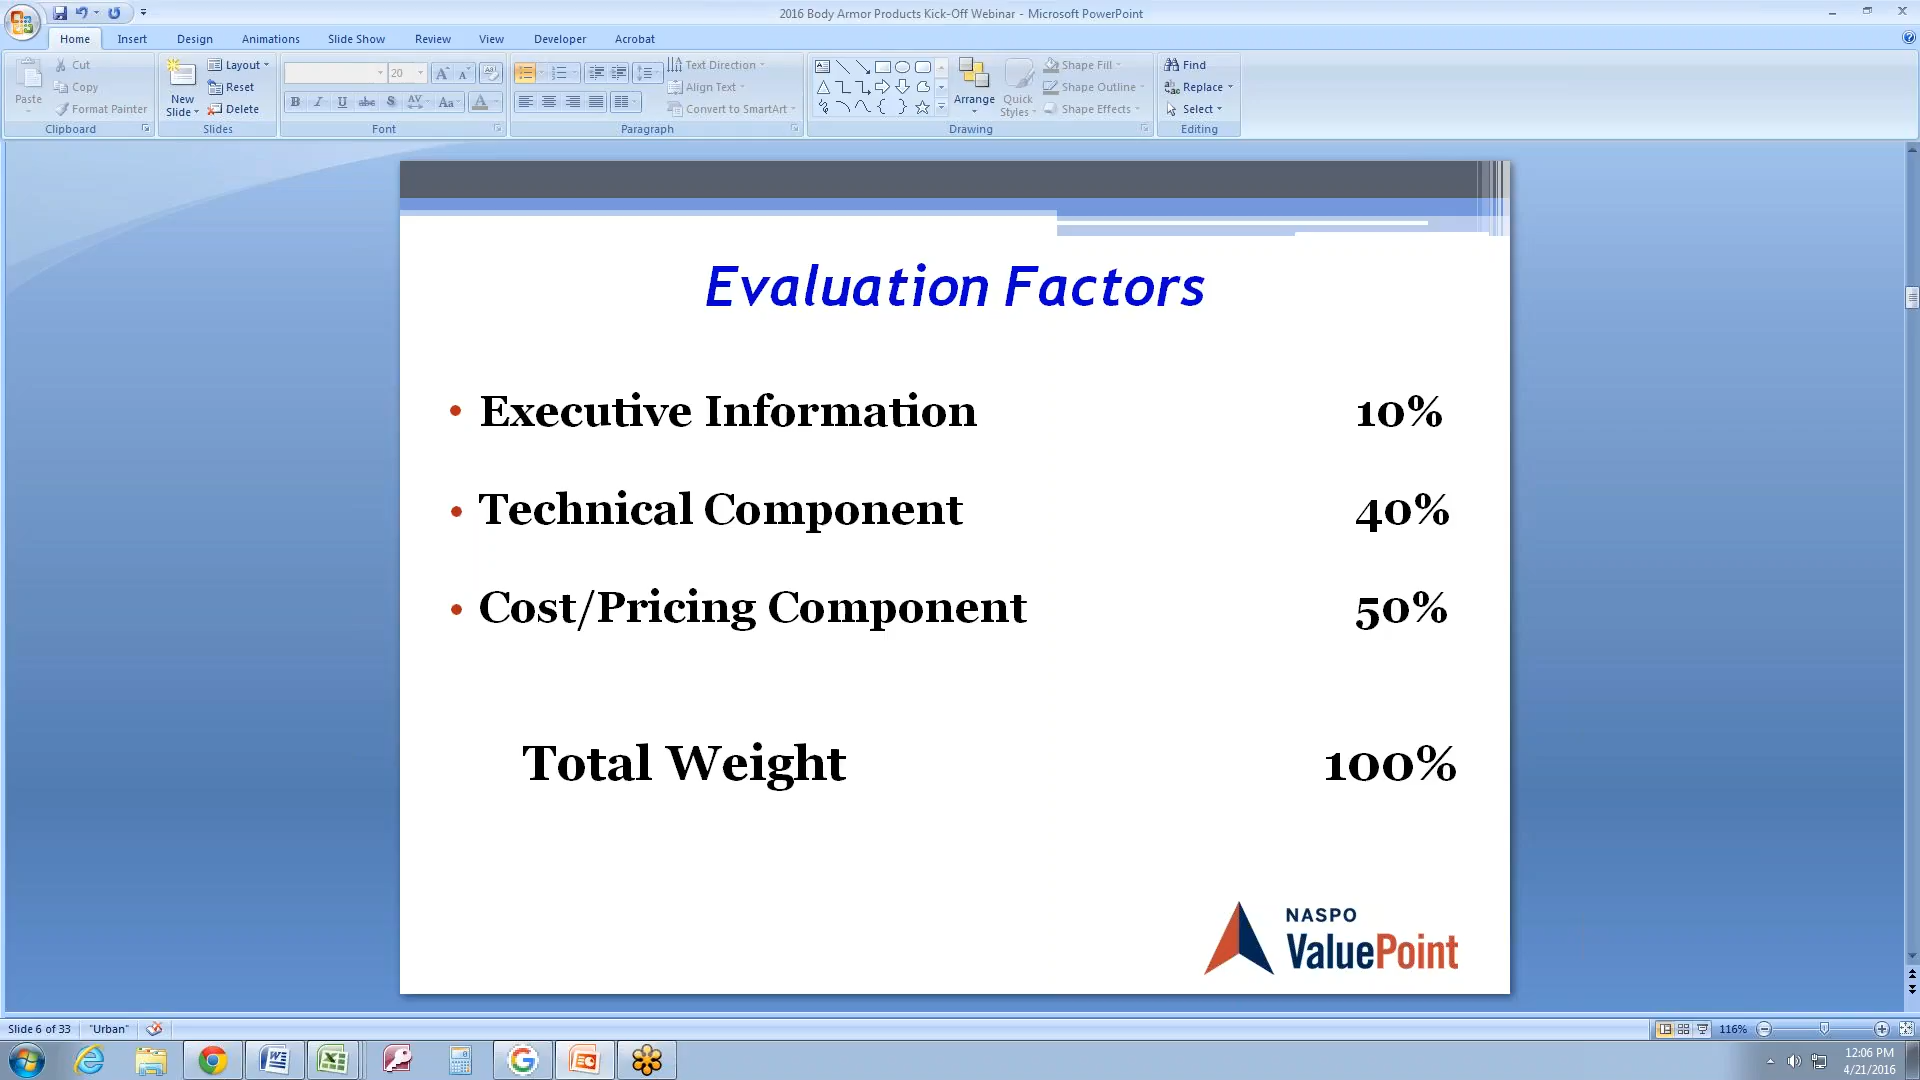 2016 Body Armor Products Kick-Off Webinar - Microsoft PowerPoint
Home Insert Design Animations Slide Show Review View Developer Acrobat
Paste Cut Copy Format Painter
Clipboard
New Slide Layout Reset Delete
Slides
20
B I U abc S AV Aa A
Font
Text Direction
Align Text
Convert to SmartArt
Paragraph
Arrange Quick Styles Shape Fill Shape Outline Shape Effects
Drawing
Find
Replace
Select
Editing
Evaluation Factors
• Executive Information 10%
• Technical Component 40%
• Cost/Pricing Component 50%
Total Weight 100%
NASPO
ValuePoint
Slide 6 of 33 "Urban" 116%
12:06 PM
4/21/2016